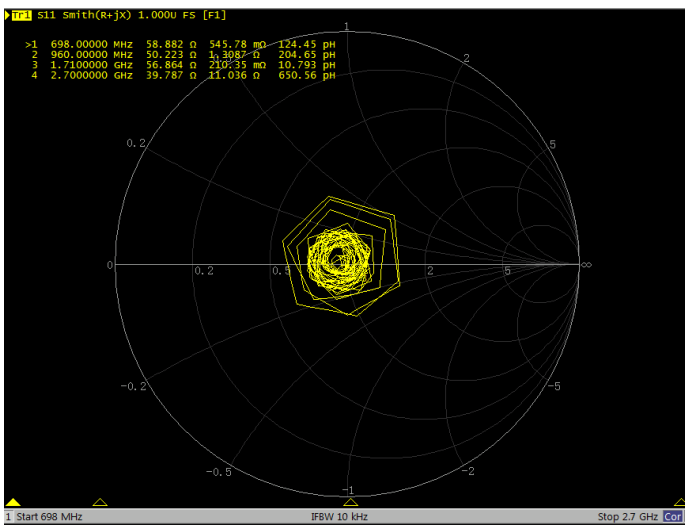 Tr1 S11 Smith(R+jX) 1.000U FS [F1]
>1 698.00000 MHz 58.882 Ω 545.78 mΩ 124.45 pH
2 960.00000 MHz 50.223 Ω 1.3087 Ω 204.65 pH
3 1.7100000 GHz 56.864 Ω 210.35 mΩ 10.793 pH
4 2.7000000 GHz 39.787 Ω 11.036 Ω 650.56 pH
1
2
0.2
5
0
0.2
0.5
2
5
∞
-0.2
-5
-0.5
-2
-1
1 Start 698 MHz IFBW 10 kHz Stop 2.7 GHz Cor